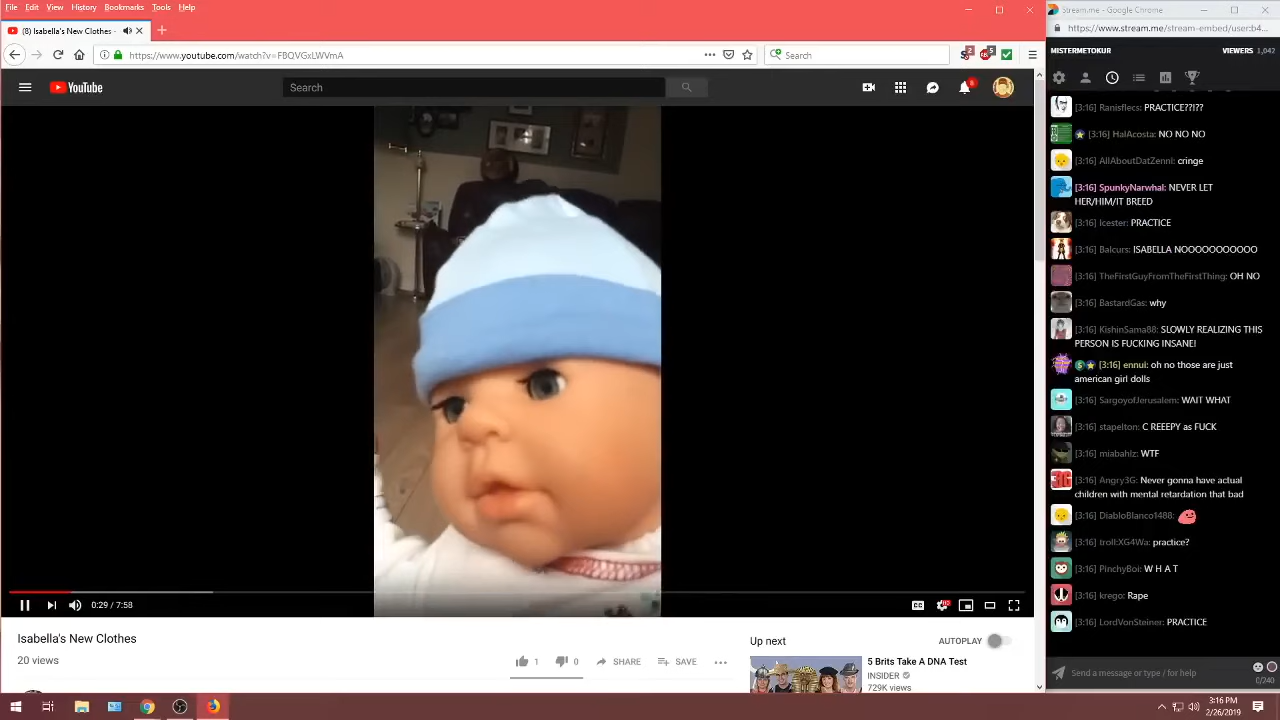 File Edit View History Bookmarks Tools Help
(8) Isabella's New Clothes -
https://www.youtube.com/watch?v=FBQVGxLWVmA
Search
YouTube
Search
Isabella's New Clothes
0:29 / 7:58
20 views
1
0
SHARE
SAVE
Up next
AUTOPLAY
5 Brits Take A DNA Test
INSIDER
729K views
Stream.me - Google Chrome
https://www.stream.me/stream-embed/user:b4...
MISTERMETOKUR
VIEWERS 1,042
[3:16] Ranisflecs: PRACTICE??!??
[3:16] HalAcosta: NO NO NO
[3:16] AllAboutDatZenni: cringe
[3:16] SpunkyNarwhal: NEVER LET
HER/HIM/IT BREED
[3:16] Icester: PRACTICE
[3:16] Balcurs: ISABELLA NOOOOOOOOOOO
[3:16] TheFirstGuyFromTheFirstThing: OH NO
[3:16] BastardGas: why
[3:16] KishinSama88: SLOWLY REALIZING THIS
PERSON IS FUCKING INSANE!
[3:16] ennui: oh no those are just
american girl dolls
[3:16] SargoyofJerusalem: WAIT WHAT
[3:16] stapelton: C REEEPY as FUCK
[3:16] miabahlz: WTF
[3:16] Angry3G: Never gonna have actual
children with mental retardation that bad
[3:16] DiabloBlanco1488:
[3:16] troll:XG4Wa: practice?
[3:16] PinchyBoi: W H A T
[3:16] krego: Rape
[3:16] LordVonSteiner: PRACTICE
Send a message or type / for help
0/240
3:16 PM
2/26/2019